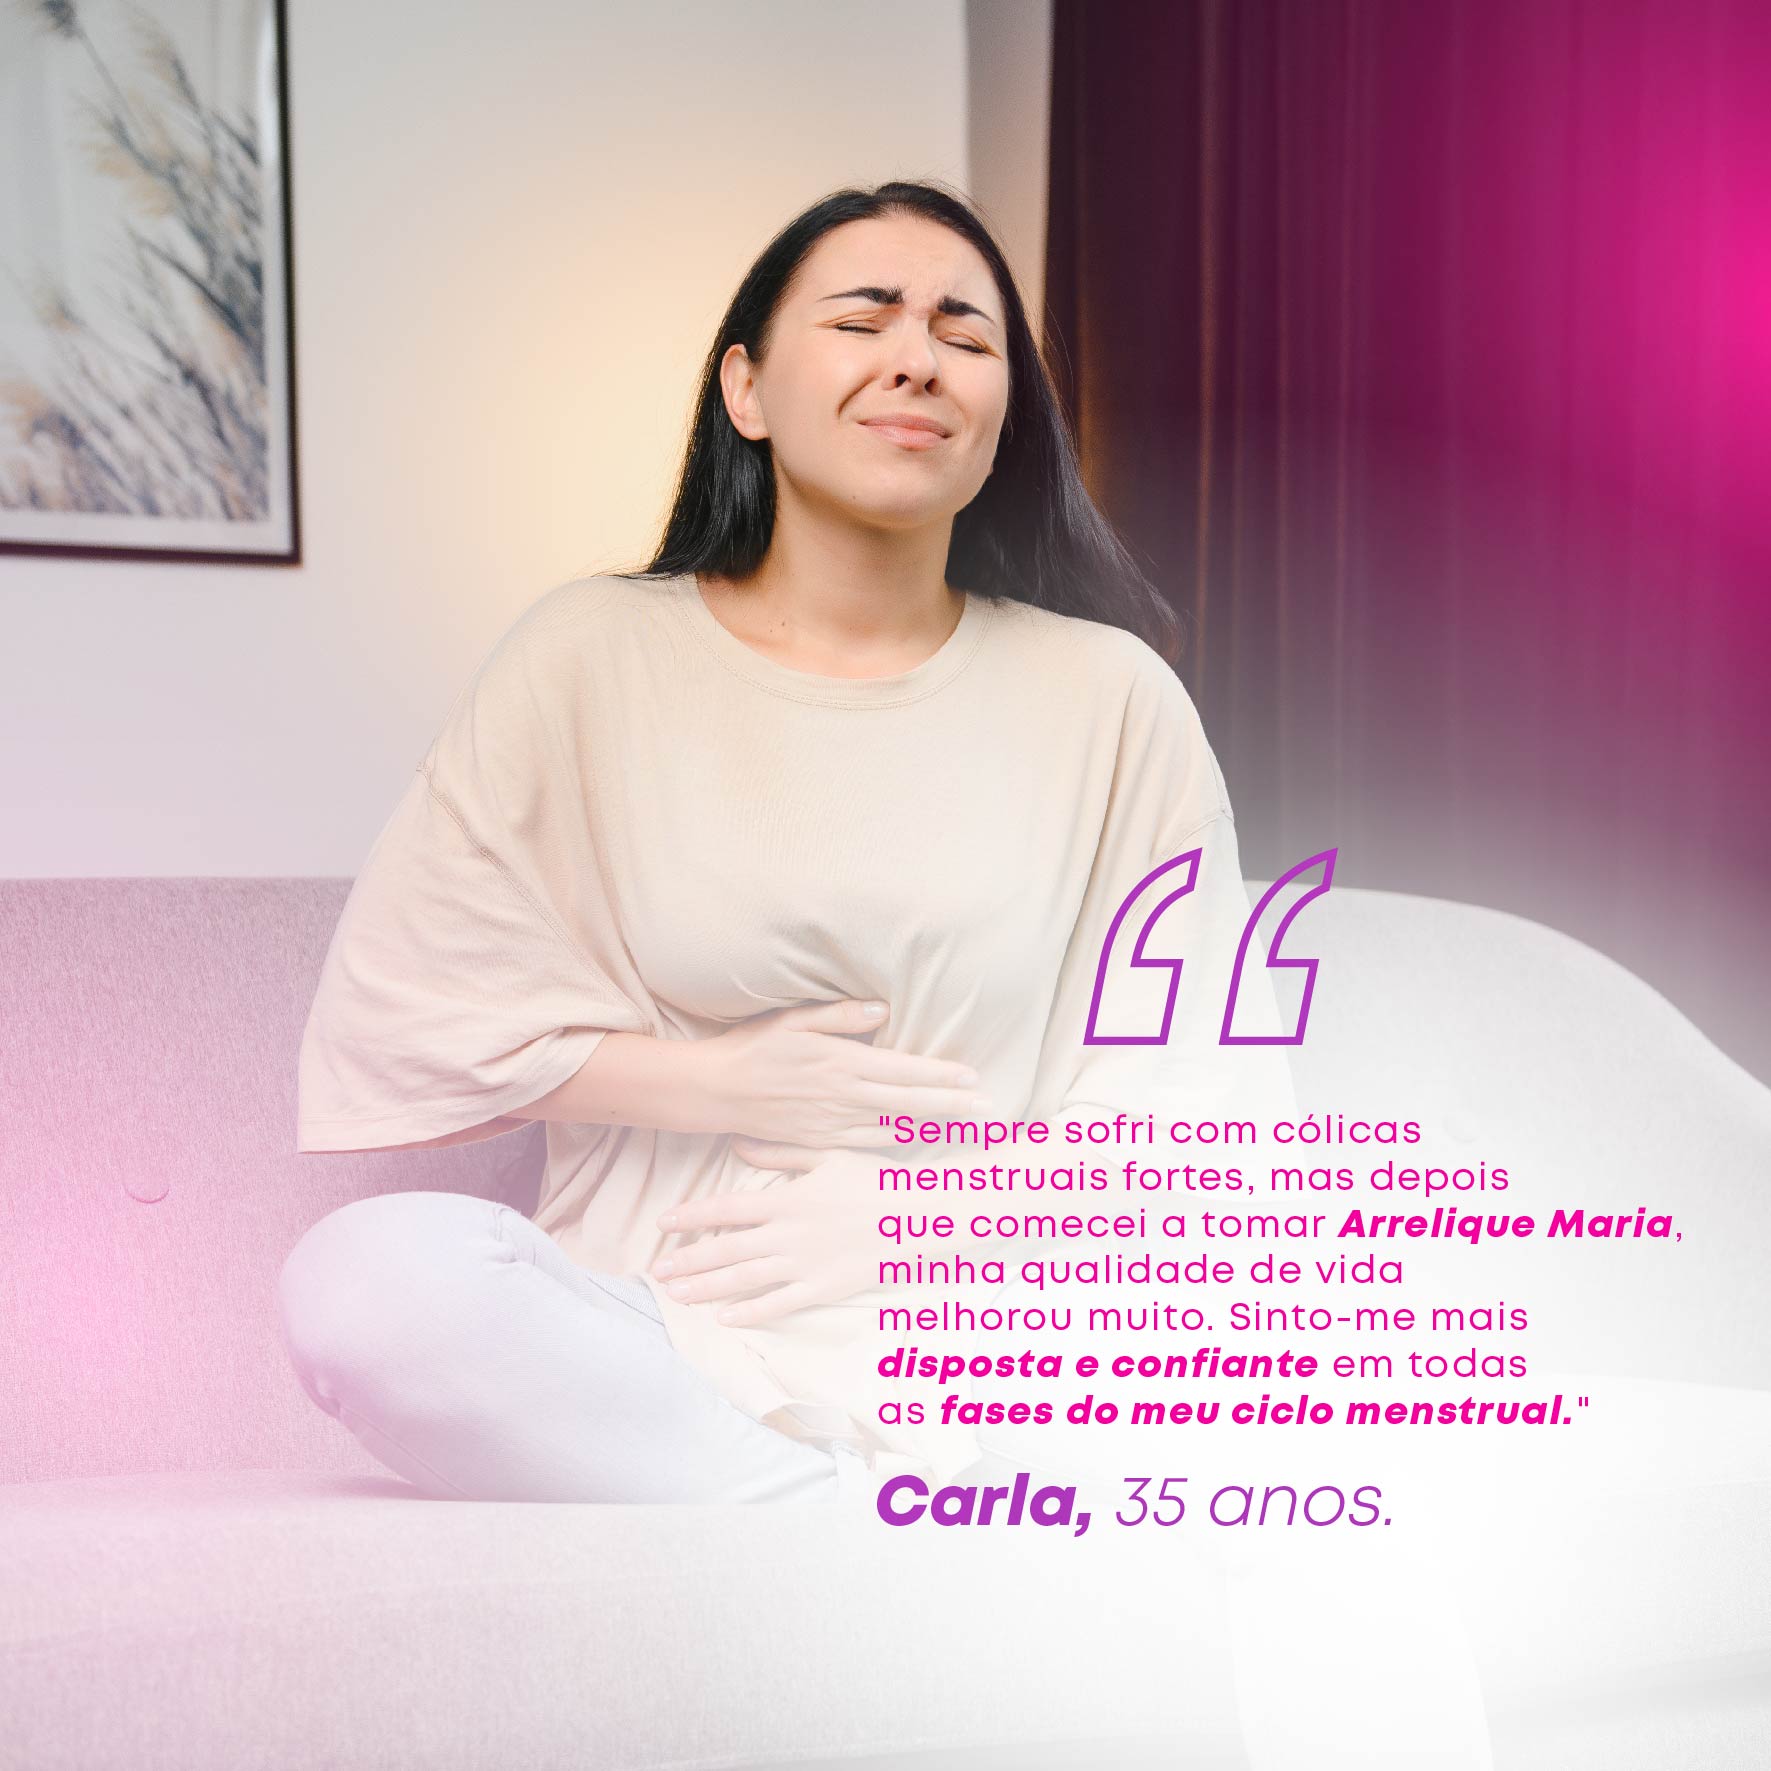 "Sempre sofri com cólicas
menstruais fortes, mas depois
que comecei a tomar Arrelique Maria,
minha qualidade de vida
melhorou muito. Sinto-me mais
disposta e confiante em todas
as fases do meu ciclo menstrual."
Carla, 35 anos.